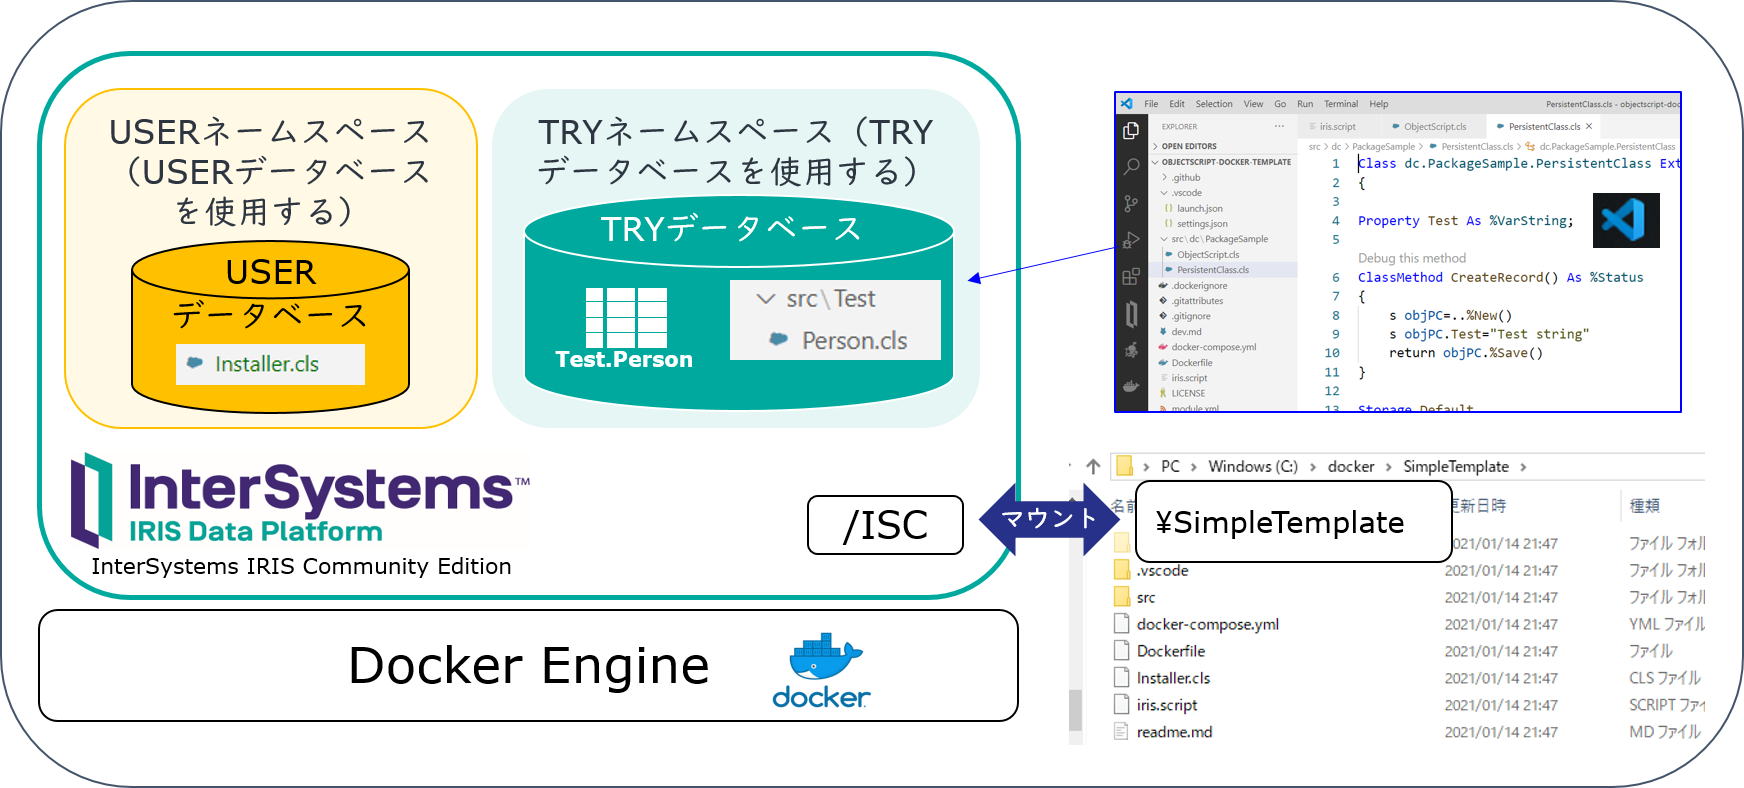 USERネームスペース
（USERデータベース
を使用する）
USER
データベース
Installer.cls
TRYネームスペース（TRY
データベースを使用する）
TRYデータベース
Test.Person
src\Test
Person.cls
InterSystems™
IRIS Data Platform
InterSystems IRIS Community Edition
/ISC
マウント
¥SimpleTemplate
Docker Engine
docker
File Edit Selection View Go Run Terminal Help
PersistentClass.cls - objectscript-doc
EXPLORER
OPEN EDITORS
OBJECTSCRIPT-DOCKER-TEMPLATE
.github
.vscode
launch.json
settings.json
src\dc\PackageSample
ObjectScript.cls
PersistentClass.cls
.dockerignore
.gitattributes
.gitignore
dev.md
docker-compose.yml
Dockerfile
iris.script
LICENSE
module.xml
iris.script ObjectScript.cls PersistentClass.cls
src > dc > PackageSample > PersistentClass.cls > dc.PackageSample.PersistentClass
1 Class dc.PackageSample.PersistentClass Ext
2 {
3
4 Property Test As %VarString;
5
Debug this method
6 ClassMethod CreateRecord() As %Status
7 {
8 s objPC=..%New()
9 s objPC.Test="Test string"
10 return objPC.%Save()
11 }
12
13 Storage Default
PC > Windows (C:) > docker > SimpleTemplate >
名前 更新日時 種類
2021/01/14 21:47 ファイル フォル
.vscode 2021/01/14 21:47 ファイル フォル
src 2021/01/14 21:47 ファイル フォル
docker-compose.yml 2021/01/14 21:47 YML ファイル
Dockerfile 2021/01/14 21:47 ファイル
Installer.cls 2021/01/14 21:47 CLS ファイル
iris.script 2021/01/14 21:47 SCRIPT ファイ
readme.md 2021/01/14 21:47 MD ファイル